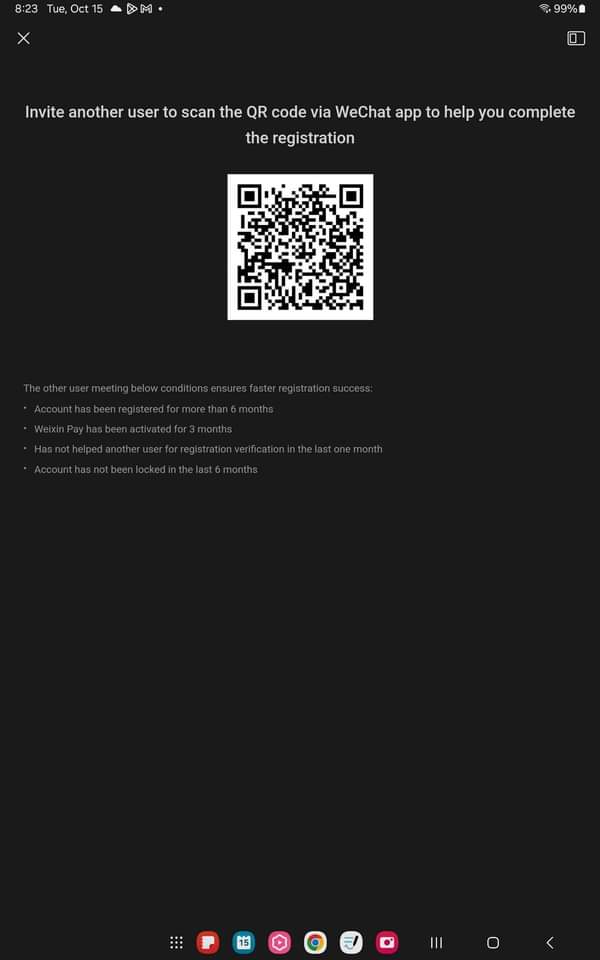 8:23 Tue, Oct 15
99%
Invite another user to scan the QR code via WeChat app to help you complete
the registration
The other user meeting below conditions ensures faster registration success:
• Account has been registered for more than 6 months
• Weixin Pay has been activated for 3 months
• Has not helped another user for registration verification in the last one month
• Account has not been locked in the last 6 months
15